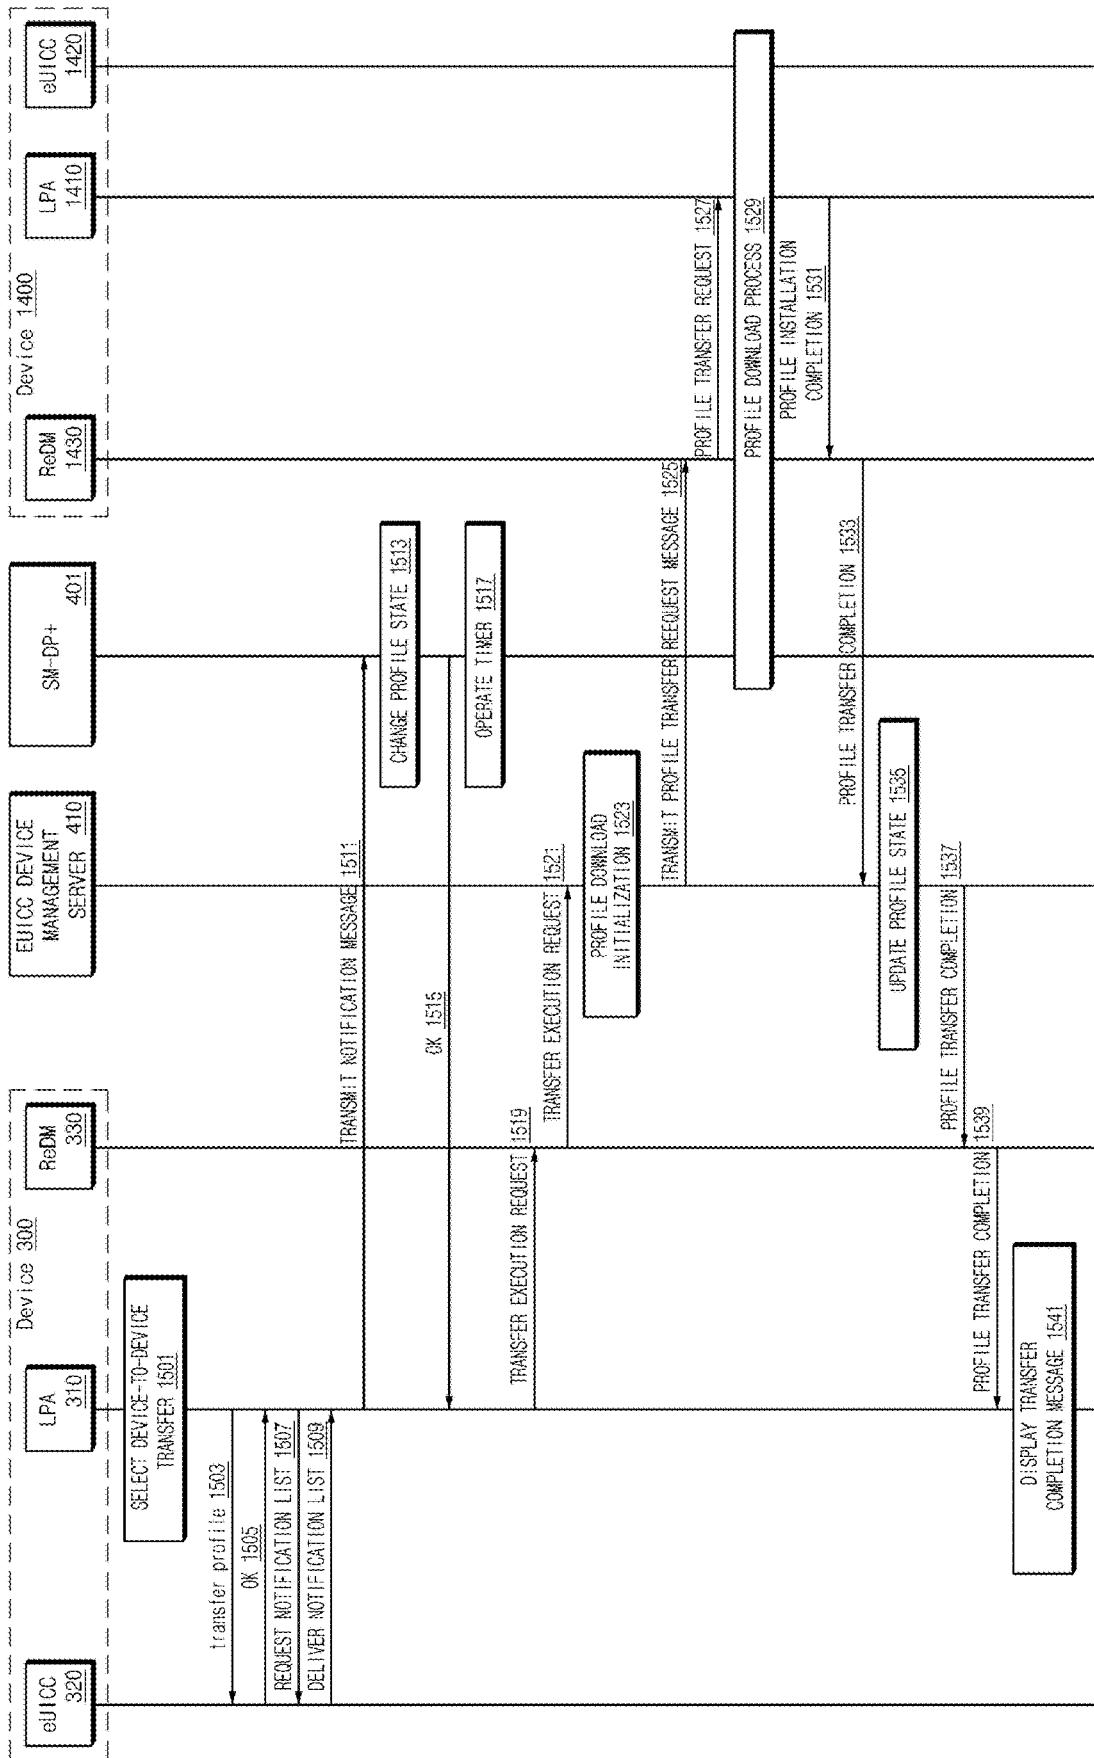 Device 300
eUICC
320
LPA
310
ReDM
330
EUICC DEVICE
MANAGEMENT
SERVER 410
SM-DP+
401
Device 1400
ReDM
1430
LPA
1410
eUICC
1420
SELECT DEVICE-TO-DEVICE
TRANSFER 1501
transfer profile 1503
OK 1505
REQUEST NOTIFICATION LIST 1507
DELIVER NOTIFICATION LIST 1509
TRANSMIT NOTIFICATION MESSAGE 1511
CHANGE PROFILE STATE 1513
OK 1515
OPERATE TIMER 1517
TRANSFER EXECUTION REQUEST 1519
TRANSFER EXECUTION REQUEST 1521
PROFILE DOWNLOAD
INITIALIZATION 1523
TRANSMIT PROFILE TRANSFER REEQUEST MESSAGE 1525
PROFILE TRANSFER REQUEST 1527
PROFILE DOWNLOAD PROCESS 1529
PROFILE INSTALLATION
COMPLETION 1531
PROFILE TRANSFER COMPLETION 1533
UPDATE PROFILE STATE 1535
PROFILE TRANSFER COMPLETION 1537
PROFILE TRANSFER COMPLETION 1539
DISPLAY TRANSFER
COMPLETION MESSAGE 1541